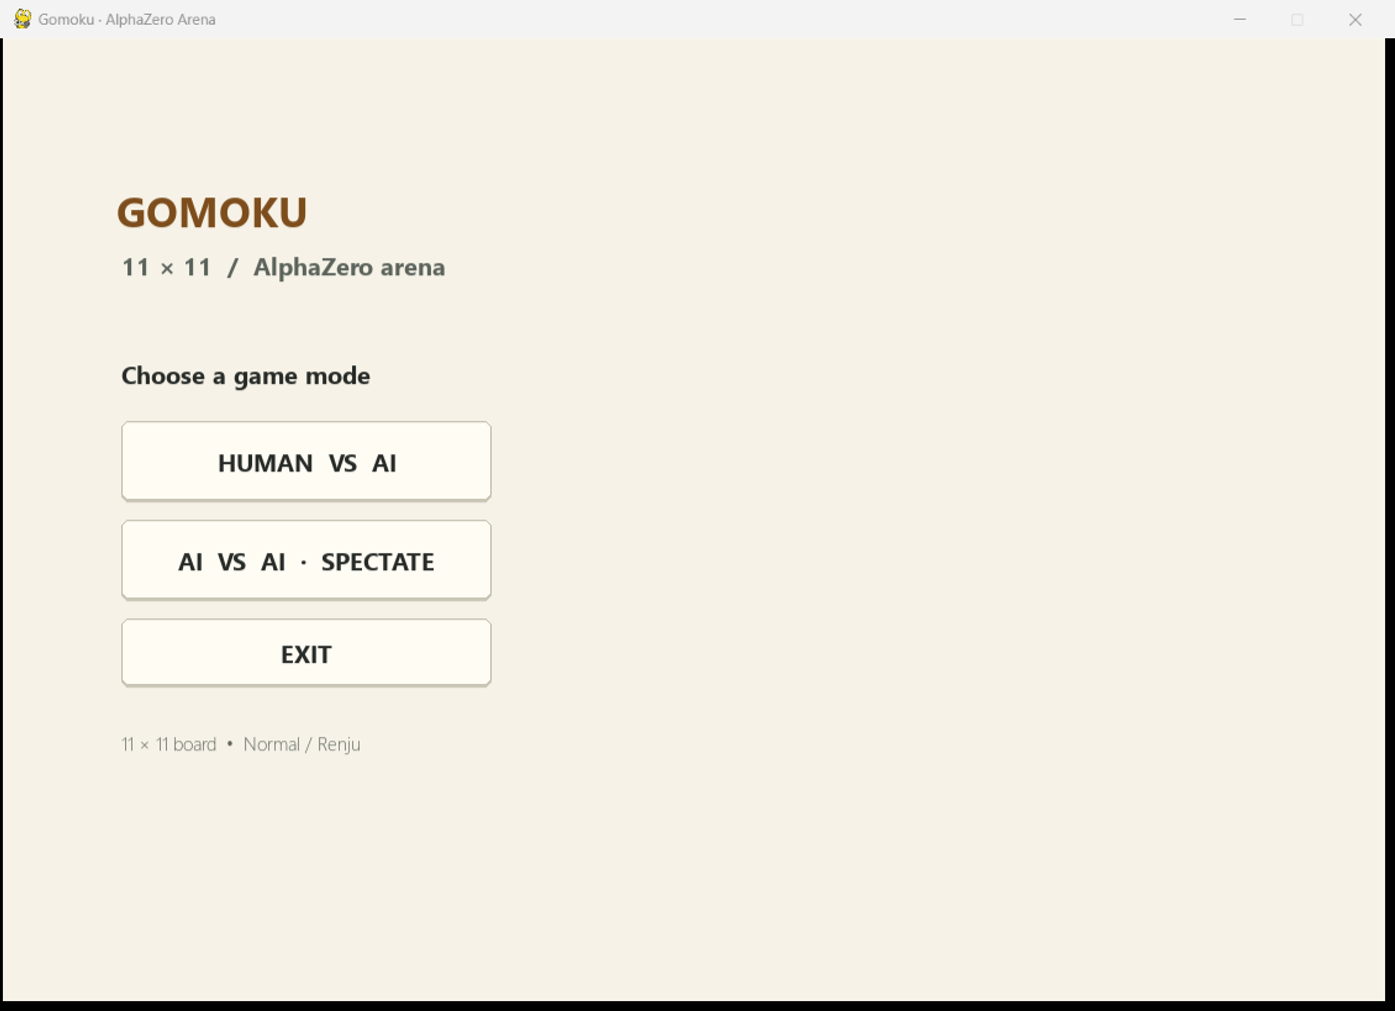 Gomoku · AlphaZero Arena
GOMOKU
11 × 11 / AlphaZero arena
Choose a game mode
HUMAN VS AI
AI VS AI · SPECTATE
EXIT
11 × 11 board • Normal / Renju